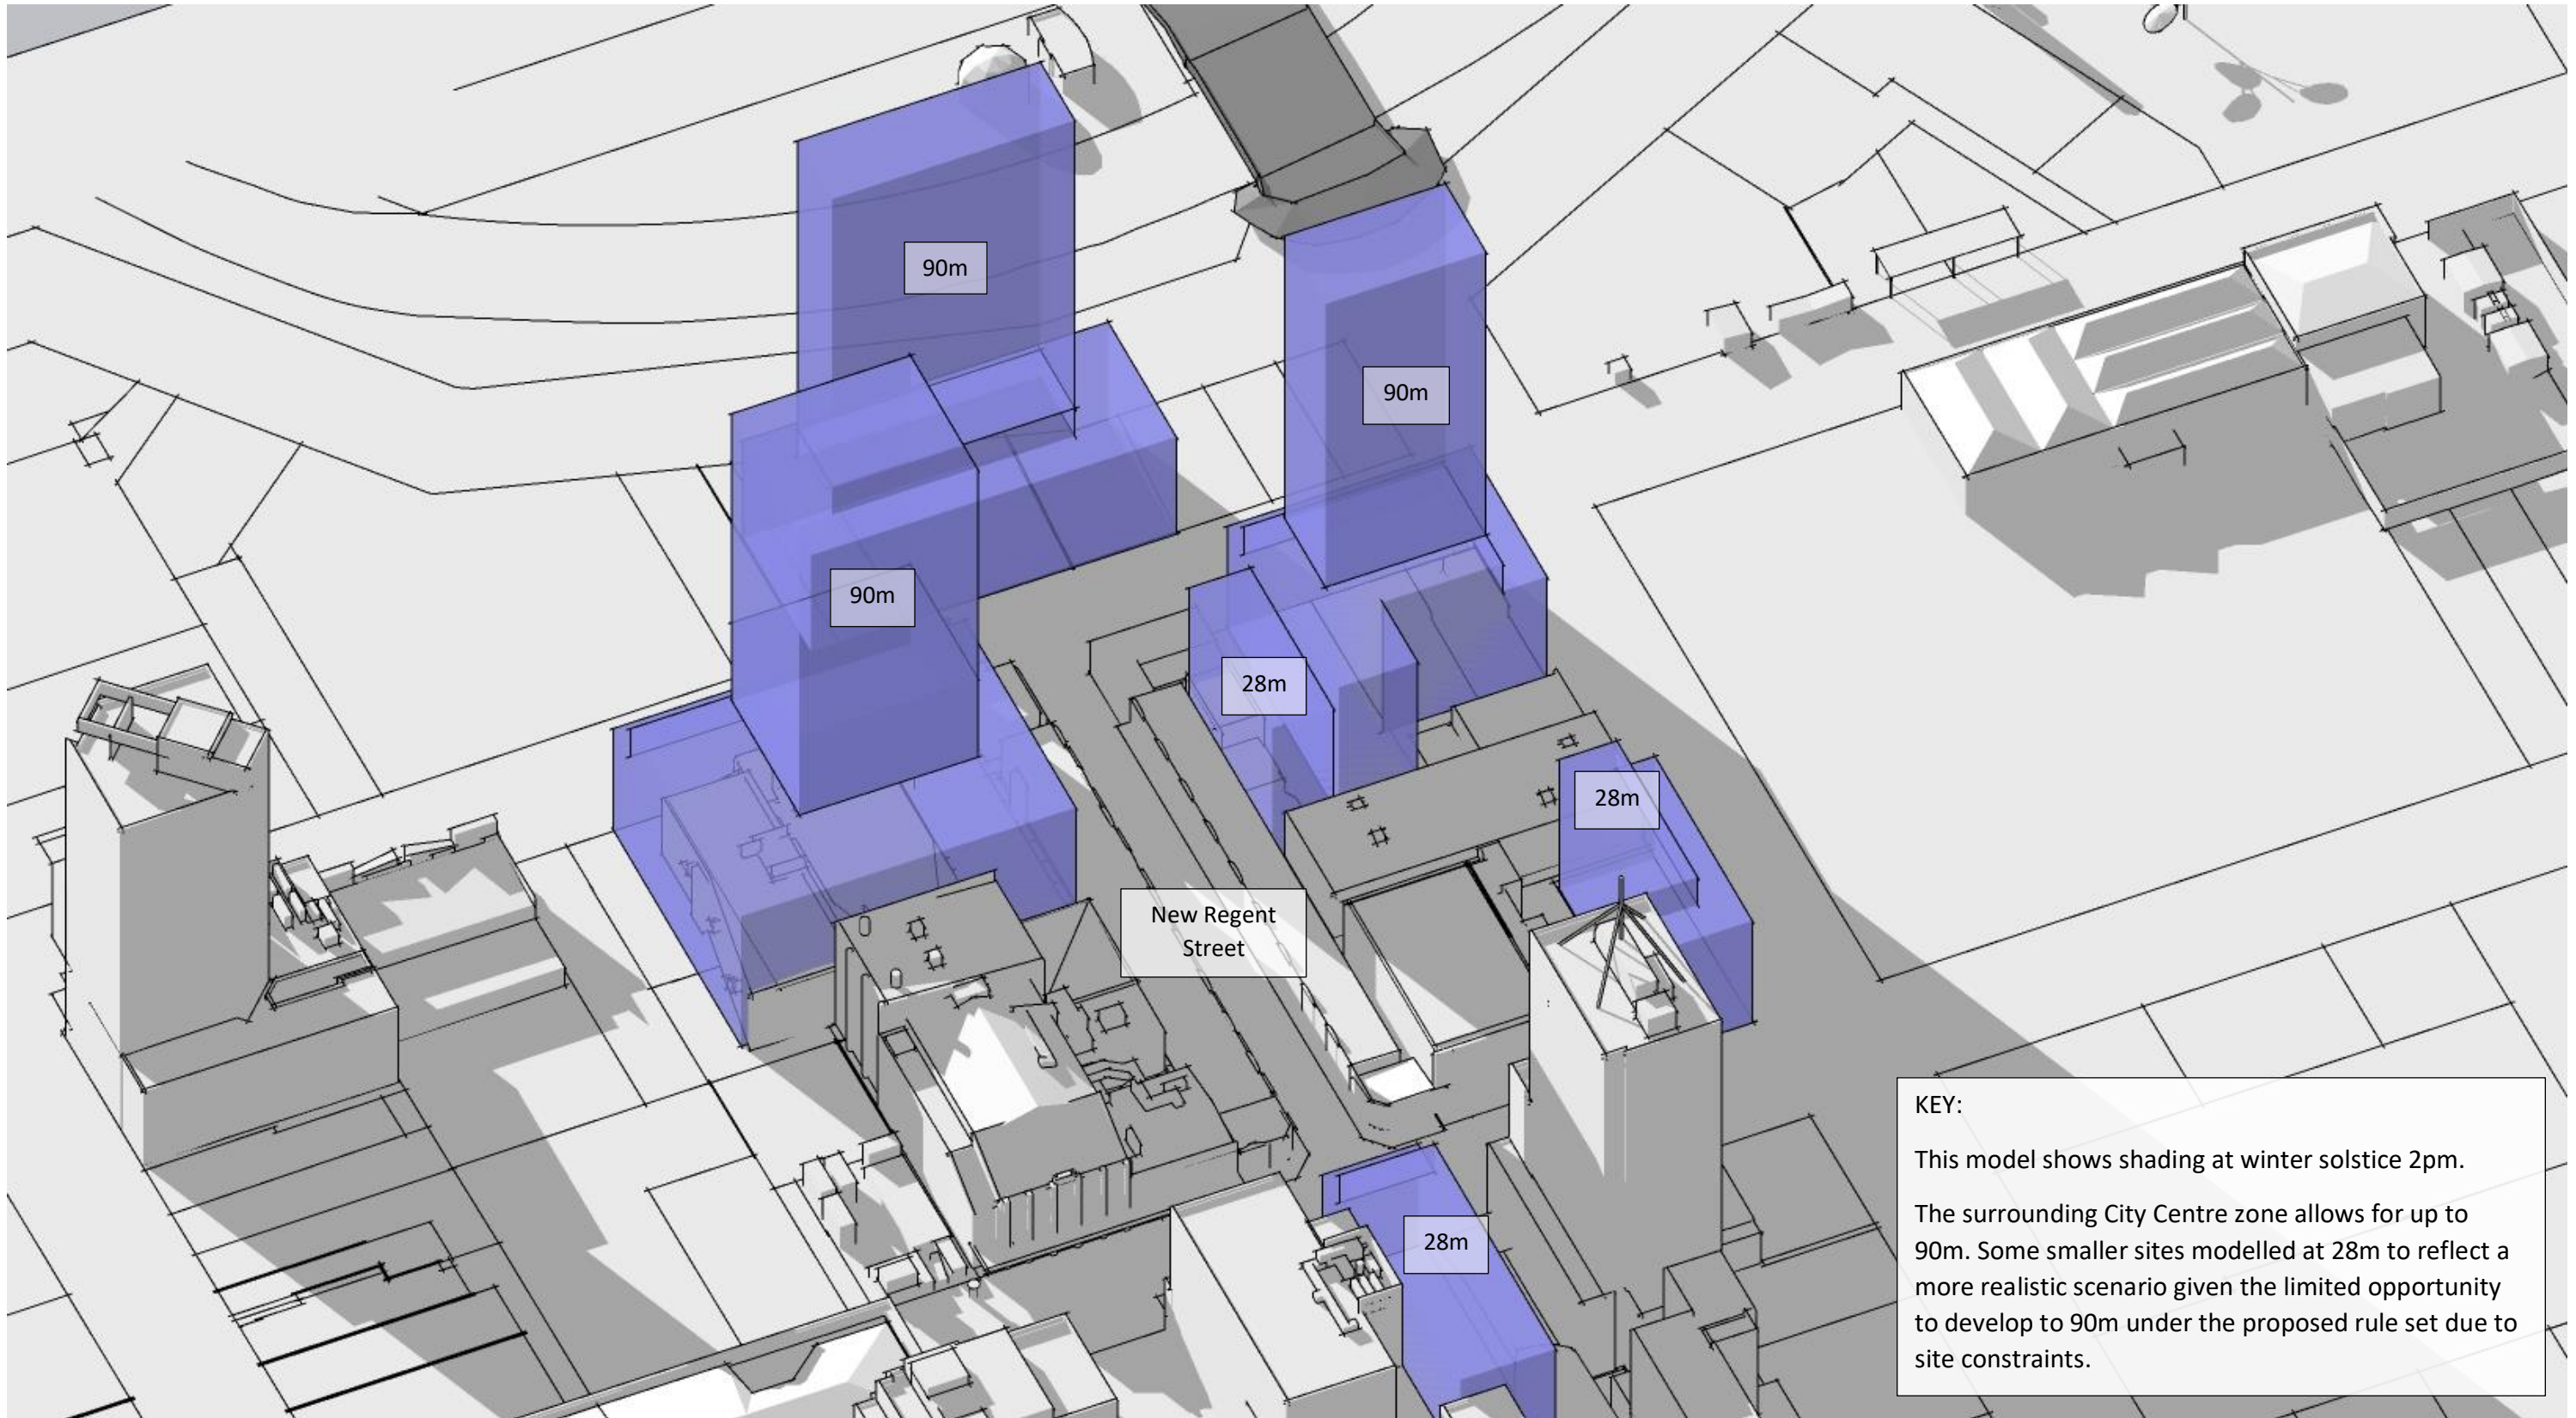 90m
90m
90m
28m
28m
New Regent
Street
28m
KEY:
This model shows shading at winter solstice 2pm.
The surrounding City Centre zone allows for up to
90m. Some smaller sites modelled at 28m to reflect a
more realistic scenario given the limited opportunity
to develop to 90m under the proposed rule set due to
site constraints.